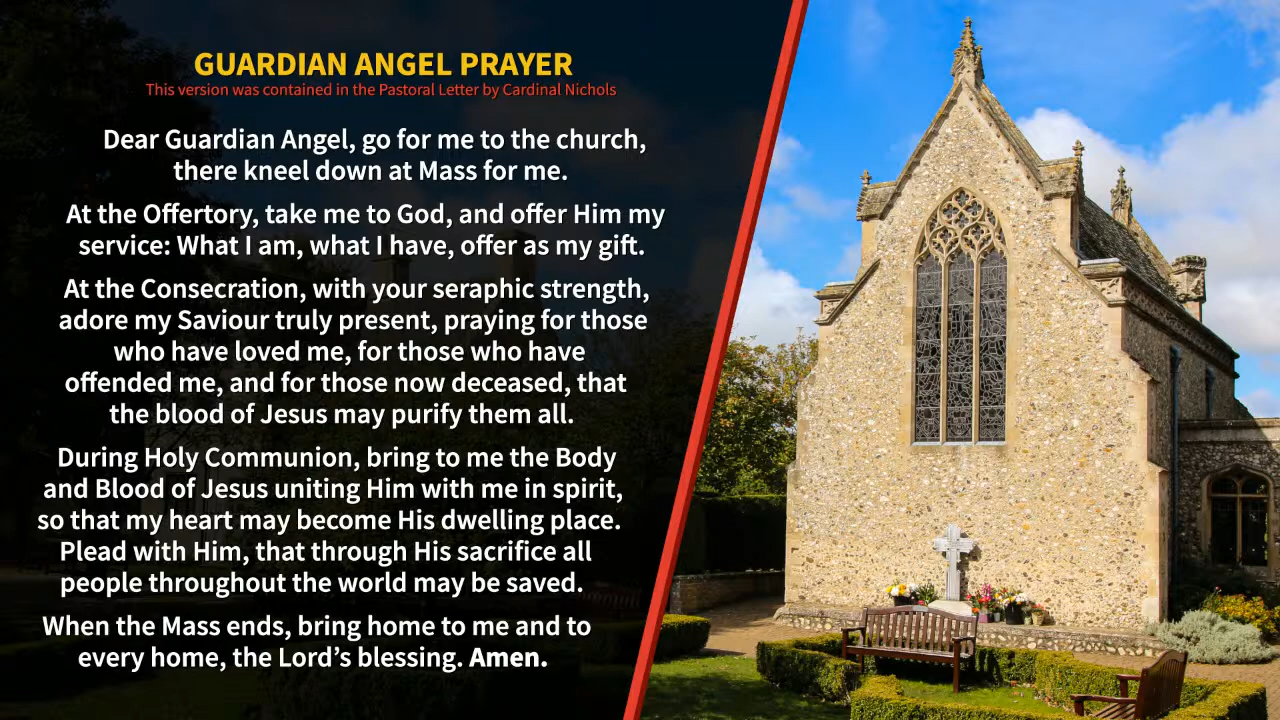 GUARDIAN ANGEL PRAYER
This version was contained in the Pastoral Letter by Cardinal Nichols
Dear Guardian Angel, go for me to the church,
there kneel down at Mass for me.
At the Offertory, take me to God, and offer Him my
service: What I am, what I have, offer as my gift.
At the Consecration, with your seraphic strength,
adore my Saviour truly present, praying for those
who have loved me, for those who have
offended me, and for those now deceased, that
the blood of Jesus may purify them all.
During Holy Communion, bring to me the Body
and Blood of Jesus uniting Him with me in spirit,
so that my heart may become His dwelling place.
Plead with Him, that through His sacrifice all
people throughout the world may be saved.
When the Mass ends, bring home to me and to
every home, the Lord’s blessing. Amen.